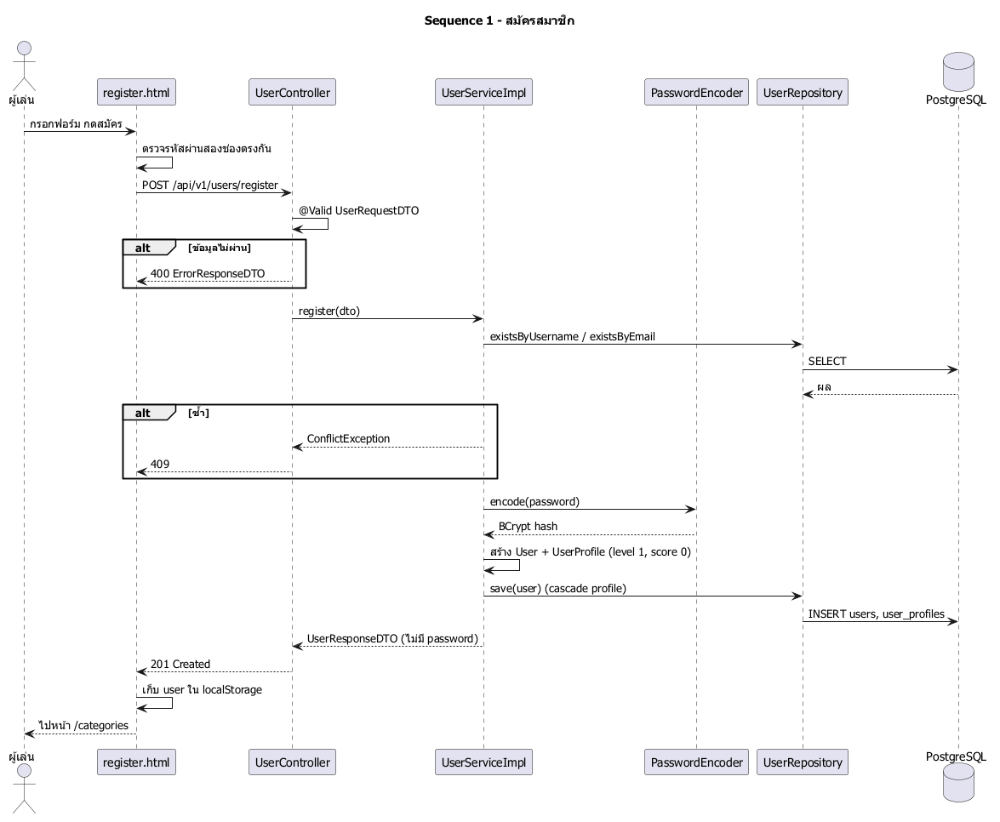 Sequence 1 - สมัครสมาชิก
ผู้เล่น
register.html
UserController
UserServiceImpl
PasswordEncoder
UserRepository
PostgreSQL
กรอกฟอร์ม กดสมัคร
ตรวจรหัสผ่านสองช่องตรงกัน
POST /api/v1/users/register
@Valid UserRequestDTO
alt [ข้อมูลไม่ผ่าน]
400 ErrorResponseDTO
register(dto)
existsByUsername / existsByEmail
SELECT
ผล
alt [ซ้ำ]
ConflictException
409
encode(password)
BCrypt hash
สร้าง User + UserProfile (level 1, score 0)
save(user) (cascade profile)
INSERT users, user_profiles
UserResponseDTO (ไม่มี password)
201 Created
เก็บ user ใน localStorage
ไปหน้า /categories
ผู้เล่น
register.html
UserController
UserServiceImpl
PasswordEncoder
UserRepository
PostgreSQL